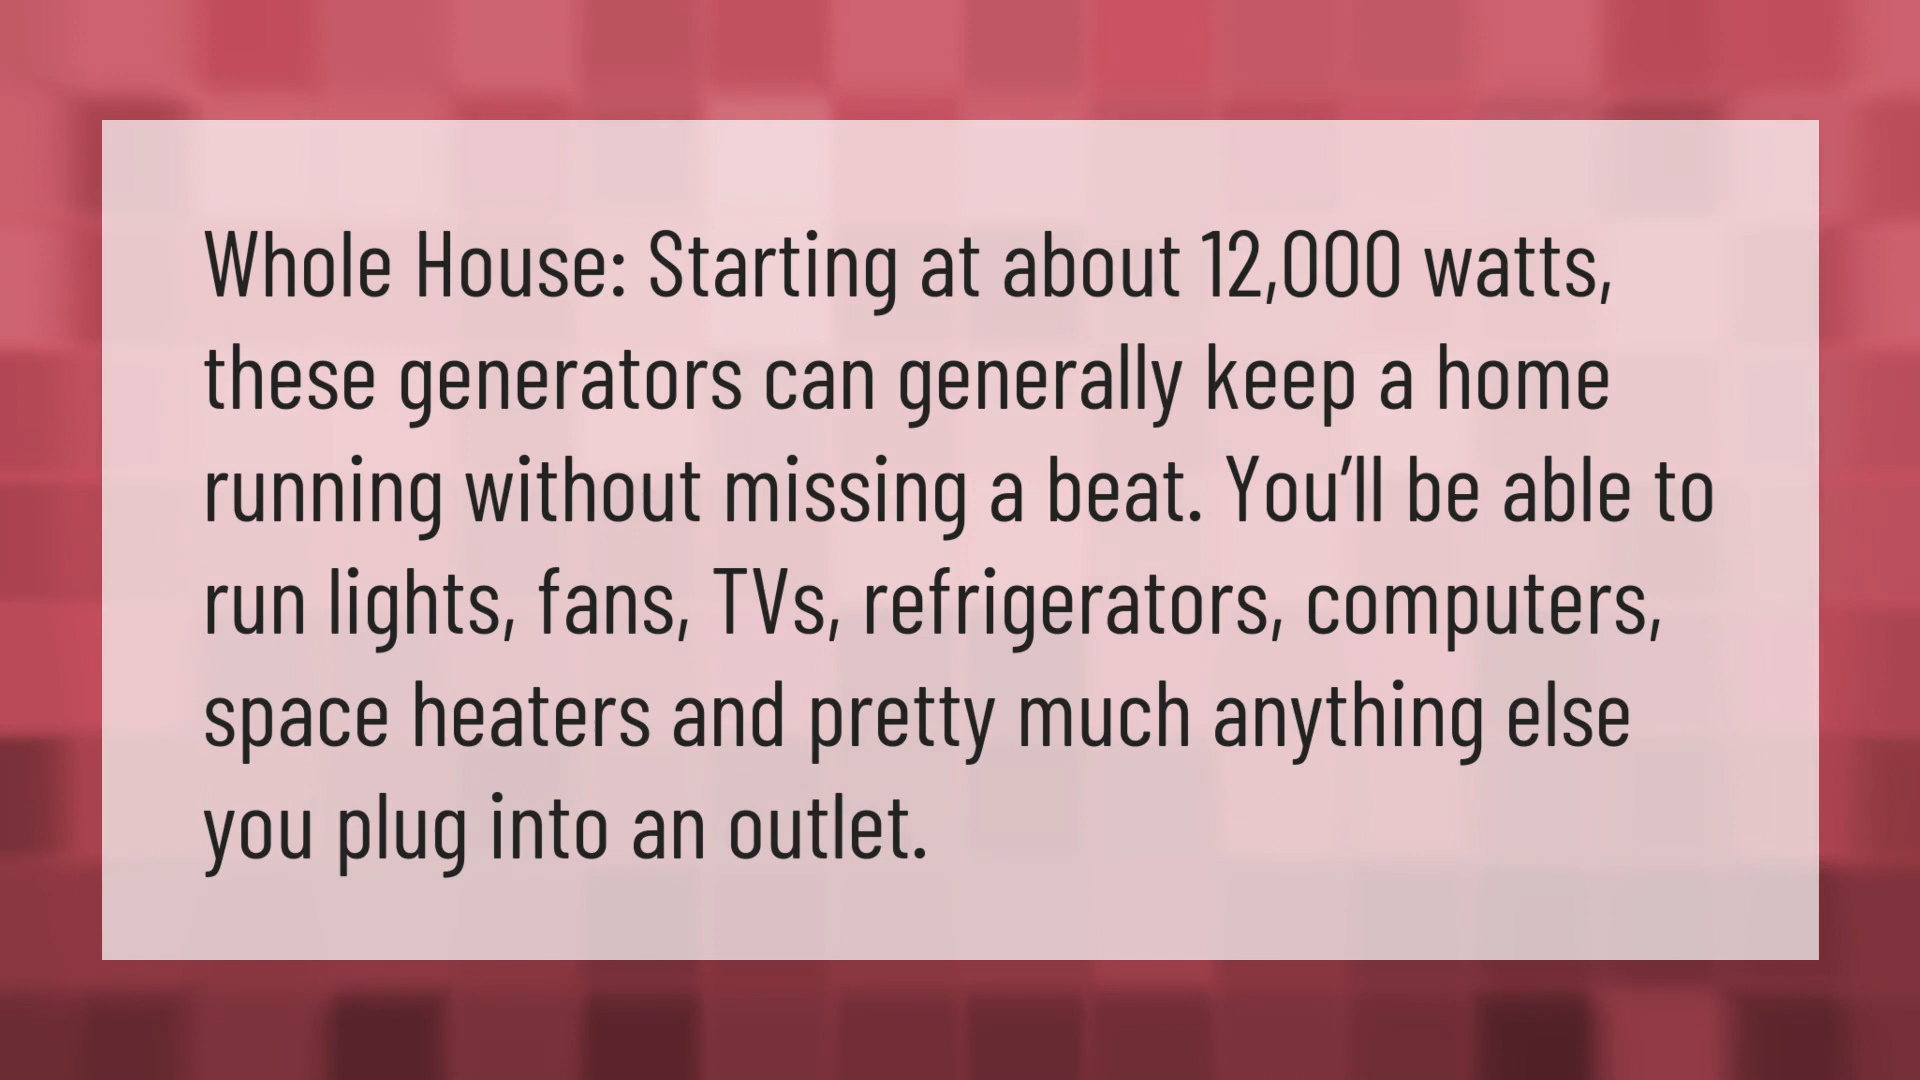 Whole House: Starting at about 12,000 watts,
these generators can generally keep a home
running without missing a beat. You’ll be able to
run lights, fans, TVs, refrigerators, computers,
space heaters and pretty much anything else
you plug into an outlet.